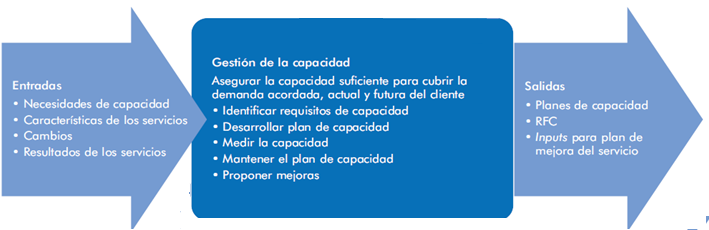 Entradas
• Necesidades de capacidad
• Características de los servicios
• Cambios
• Resultados de los servicios
Gestión de la capacidad
Asegurar la capacidad suficiente para cubrir la
demanda acordada, actual y futura del cliente
• Identificar requisitos de capacidad
• Desarrollar plan de capacidad
• Medir la capacidad
• Mantener el plan de capacidad
• Proponer mejoras
Salidas
• Planes de capacidad
• RFC
• Inputs para plan de
mejora del servicio